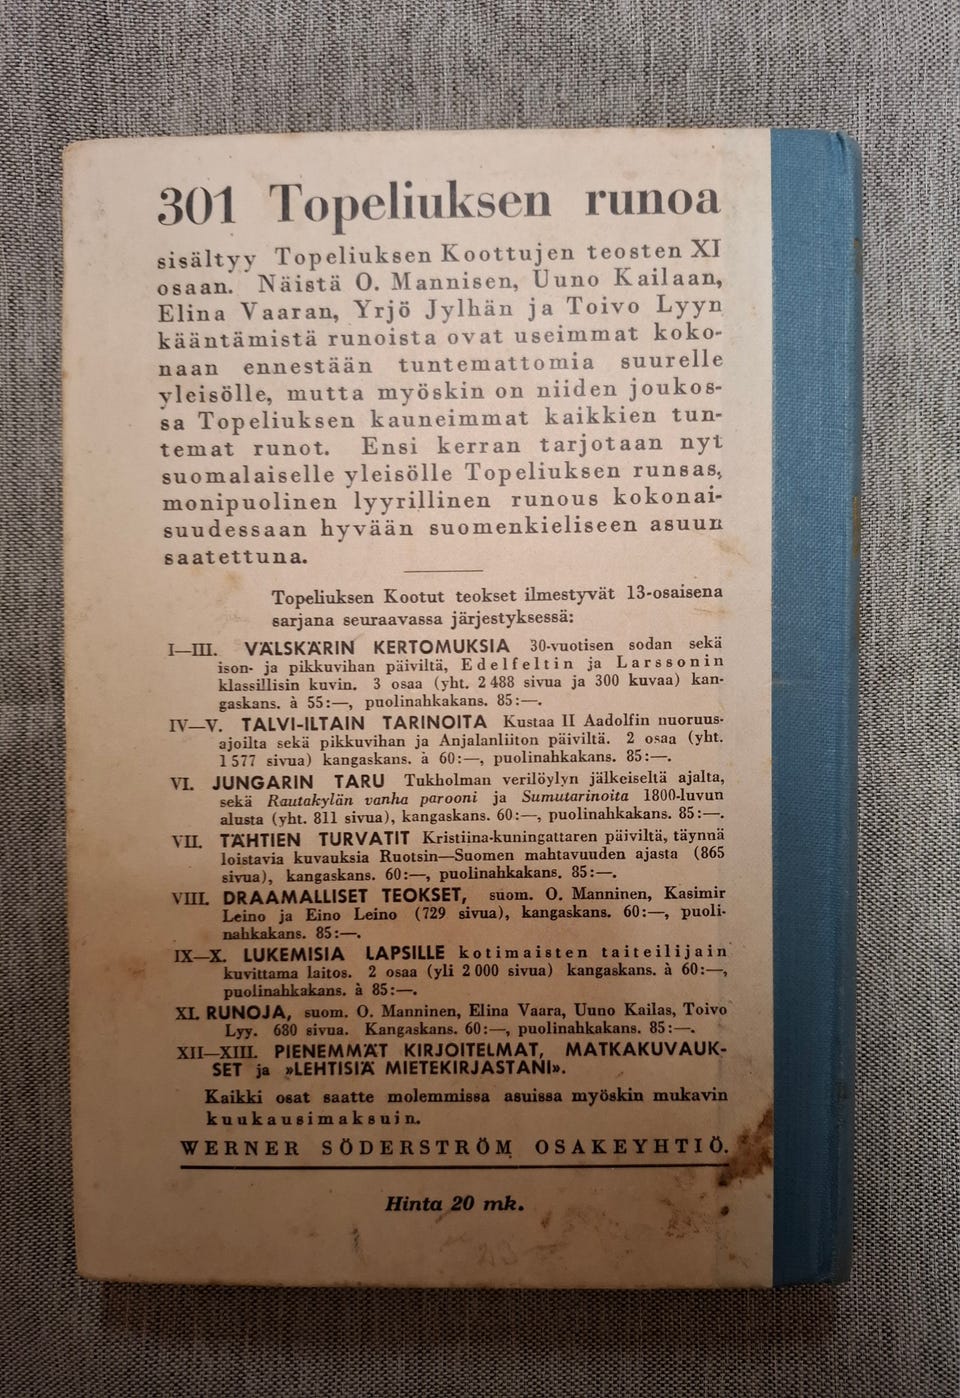 301 Topeliuksen runoa
sisältyy Topeliuksen Koottujen teosten XI
osaan. Näistä O. Mannisen, Uuno Kailaan,
Elina Vaaran, Yrjö Jylhän ja Toivo Lyyn
kääntämistä runoista ovat useimmat koko-
naan ennestään tuntemattomia suurelle
yleisölle, mutta myöskin on niiden joukos-
sa Topeliuksen kauneimmat kaikkien tun-
temat runot. Ensi kerran tarjotaan nyt
suomalaiselle yleisölle Topeliuksen runsas,
monipuolinen lyyrillinen runous kokonai-
suudessaan hyvään suomenkieliseen asuun
saatettuna.
Topeliuksen Kootut teokset ilmestyvät 13-osaisena
sarjana seuraavassa järjestyksessä:
I—III. VÄLSKÄRIN KERTOMUKSIA 30-vuotisen sodan sekä
ison- ja pikkuvihan päiviltä, Edelfeltin ja Larssonin
klassillisin kuvin. 3 osaa (yht. 2 488 sivua ja 300 kuvaa) kan-
gaskans. à 55:—, puolinahkakans. 85:—.
IV—V. TALVI-ILTAIN TARINOITA Kustaa II Aadolfin nuoruus-
ajoilta sekä pikkuvihan ja Anjalanliiton päiviltä. 2 osaa (yht.
1 577 sivua) kangaskans. à 60:—, puolinahkakans. 85:—.
VI. JUNGARIN TARU Tukholman verilöylyn jälkeiseltä ajalta,
sekä Rautakylän vanha parooni ja Sumutarinoita 1800-luvun
alusta (yht. 811 sivua), kangaskans. 60:—, puolinahkakans. 85:—.
VII. TÄHTIEN TURVATIT Kristiina-kuningattaren päiviltä, täynnä
loistavia kuvauksia Ruotsin—Suomen mahtavuuden ajasta (865
sivua), kangaskans. 60:—, puolinahkakans. 85:—.
VIII. DRAAMALLISET TEOKSET, suom. O. Manninen, Kasimir
Leino ja Eino Leino (729 sivua), kangaskans. 60:—, puoli-
nahkakans. 85:—.
IX—X. LUKEMISIA LAPSILLE kotimaisten taiteilijain
kuvittama laitos. 2 osaa (yli 2 000 sivua) kangaskans. à 60:—,
puolinahkakans. à 85:—.
XI. RUNOJA, suom. O. Manninen, Elina Vaara, Uuno Kailas, Toivo
Lyy. 680 sivua. Kangaskans. 60:—, puolinahkakans. 85:—.
XII—XIII. PIENEMMÄT KIRJOITELMAT, MATKAKUVAUK-
SET ja »LEHTISIÄ MIETEKIRJASTANI».
Kaikki osat saatte molemmissa asuissa myöskin mukavin
kuukausimaksuin.
WERNER SÖDERSTRÖM OSAKEYHTIÖ.
Hinta 20 mk.